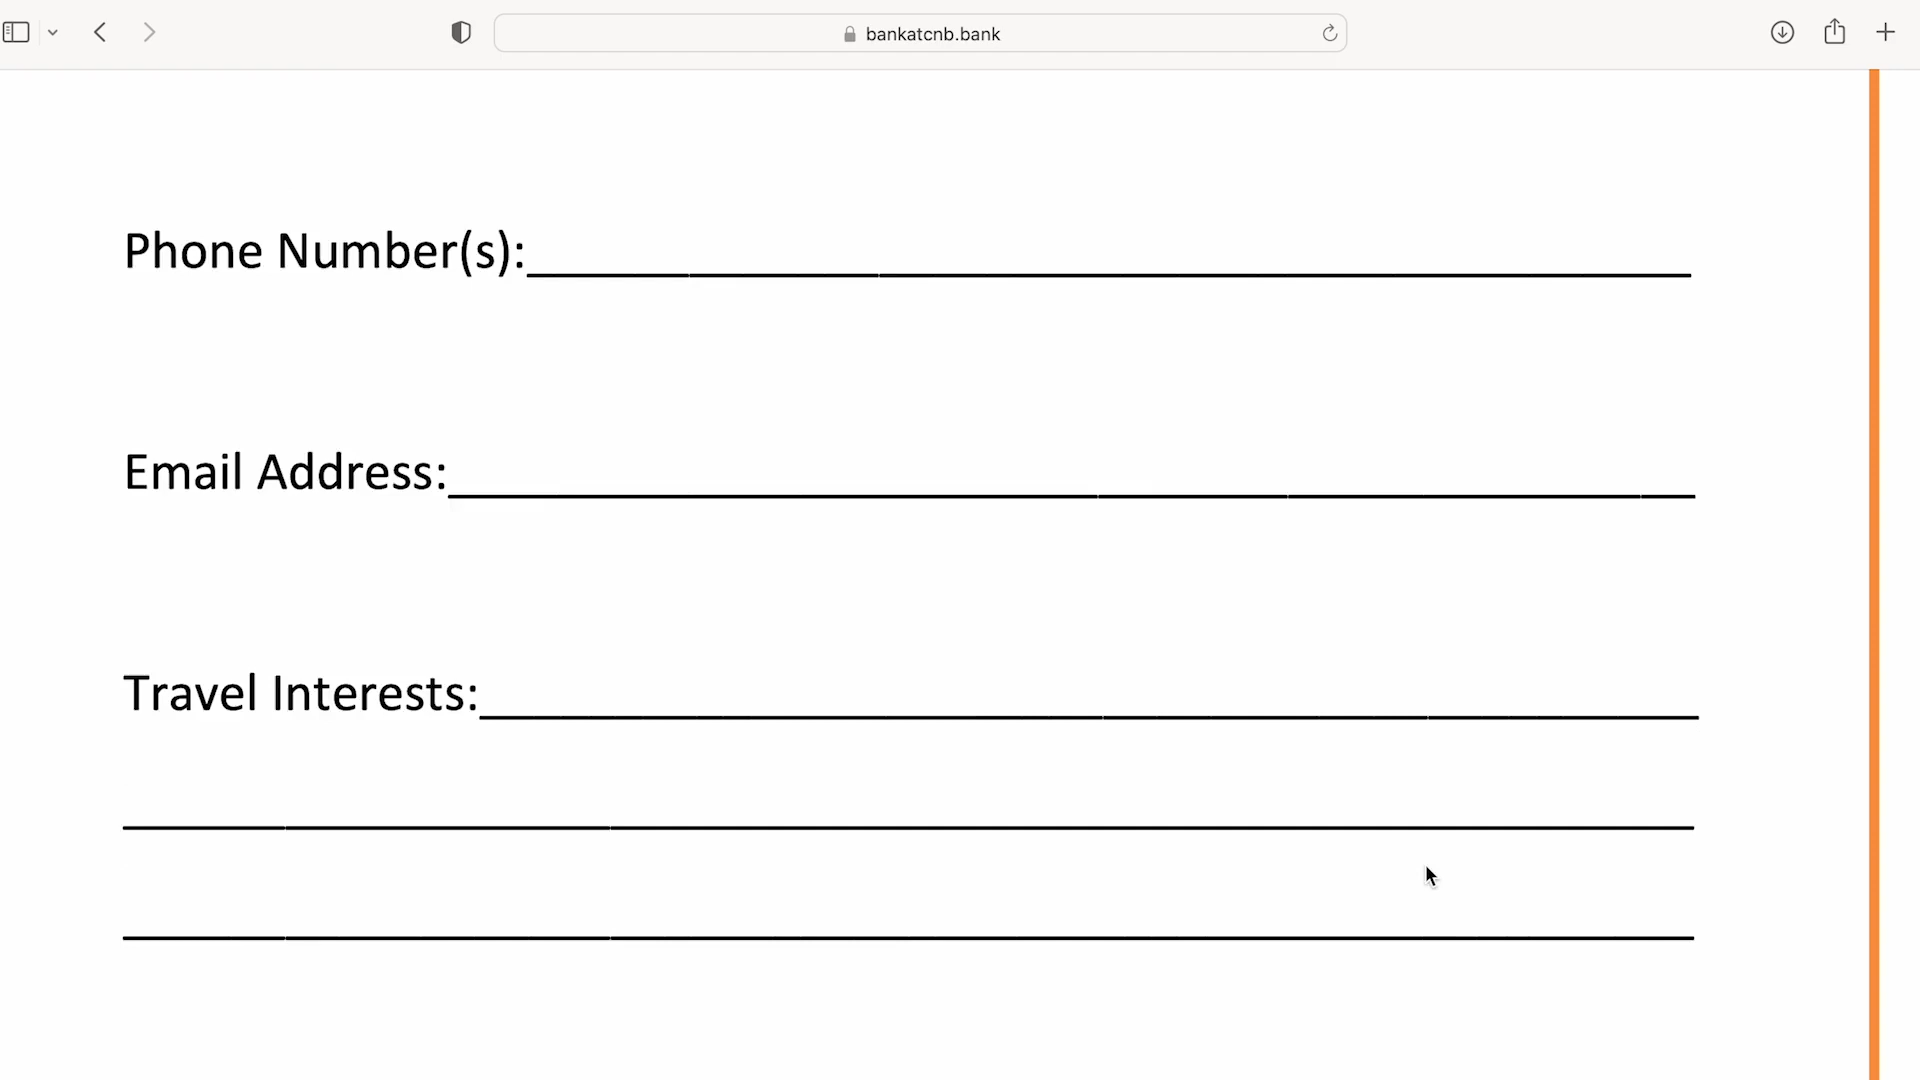 bankatcnb.bank
Phone Number(s):
Email Address:
Travel Interests: